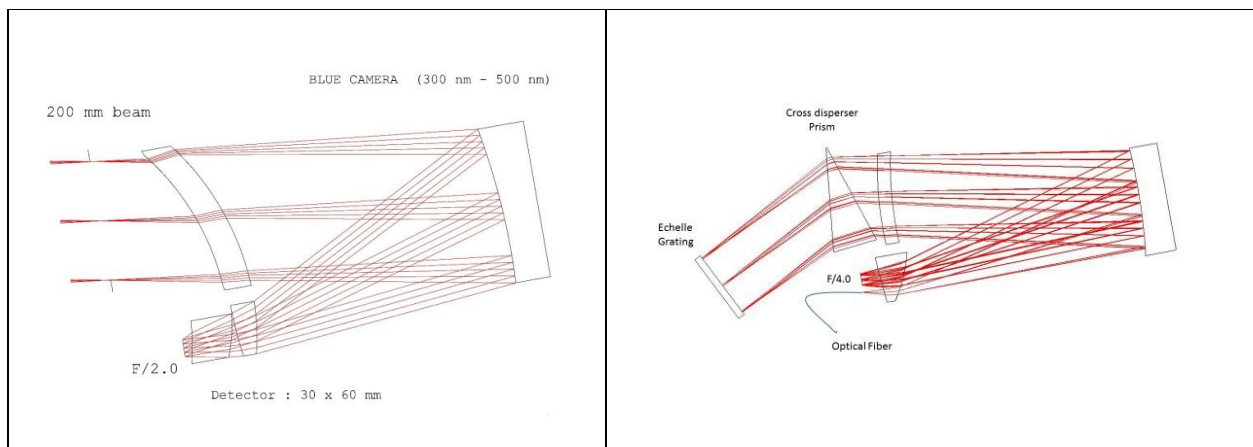 BLUE CAMERA (300 nm - 500 nm)
200 mm beam
F/2.0
Detector : 30 x 60 mm
Cross disperser
Prism
Echelle
Grating
F/4.0
Optical Fiber